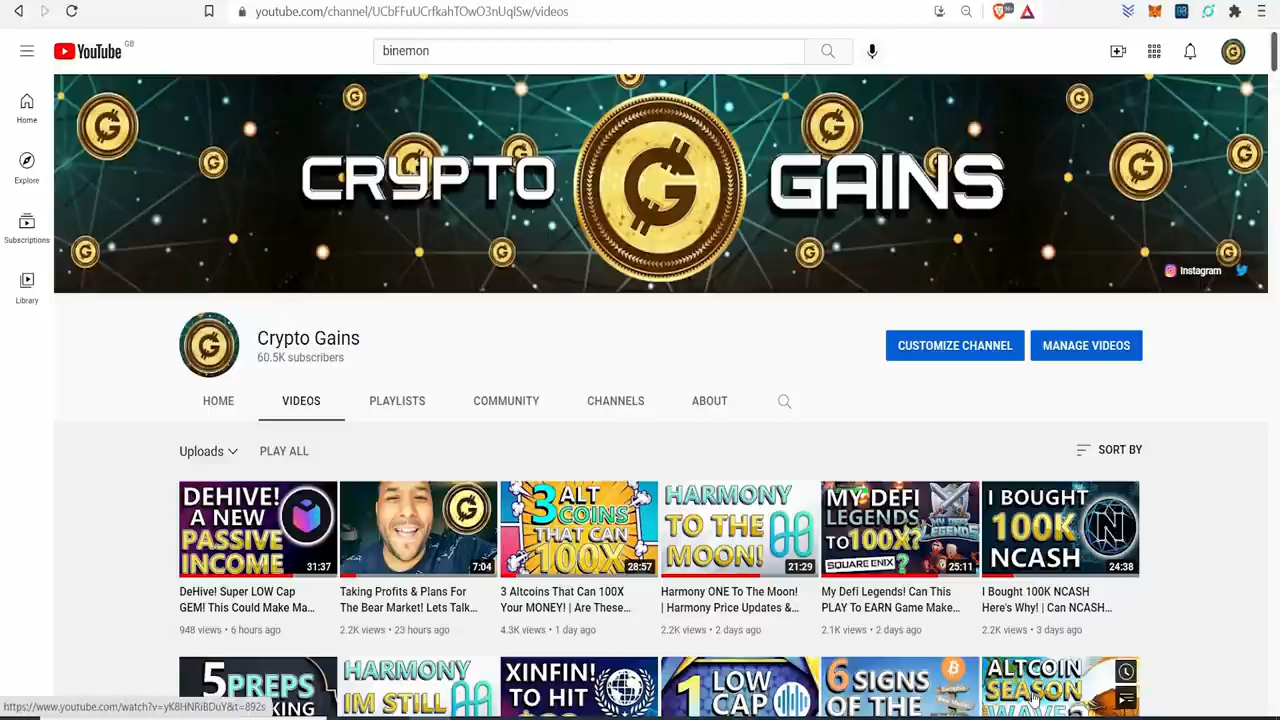 youtube.com/channel/UCbFFuUCrfkahTOwO3nUqlSw/videos
YouTube GB
binemon
Home
Explore
Subscriptions
Library
CRYPTO G GAINS
Instagram
Crypto Gains
60.5K subscribers
CUSTOMIZE CHANNEL
MANAGE VIDEOS
HOME
VIDEOS
PLAYLISTS
COMMUNITY
CHANNELS
ABOUT
Uploads
PLAY ALL
SORT BY
DEHIVE!
A NEW
PASSIVE
INCOME
31:37
7:04
3 ALT
COINS
THAT CAN
100X
28:57
HARMONY
TO THE
MOON!
21:29
MY DEFI
LEGENDS
TO 100X?
SQUARE ENIX ?
MY DEFI
LEGENDS
25:11
I BOUGHT
100K
NCASH
24:38
DeHive! Super LOW Cap
GEM! This Could Make Ma...
948 views • 6 hours ago
Taking Profits & Plans For
The Bear Market! Lets Talk...
2.2K views • 23 hours ago
3 Altcoins That Can 100X
Your MONEY! | Are These...
4.3K views • 1 day ago
Harmony ONE To The Moon!
| Harmony Price Updates &...
2.2K views • 2 days ago
My Defi Legends! Can This
PLAY To EARN Game Make...
2.1K views • 2 days ago
I Bought 100K NCASH
Here's Why! | Can NCASH...
2.2K views • 3 days ago
5 PREPS
KING
HARMONY
IM STILL
XINFIN!
TO HIT
1 LOW
CAP
6 SIGNS
OF THE
ALTCOIN
SEASON
WAVE
https://www.youtube.com/watch?v=yK8HNRiBDuY&t=892s